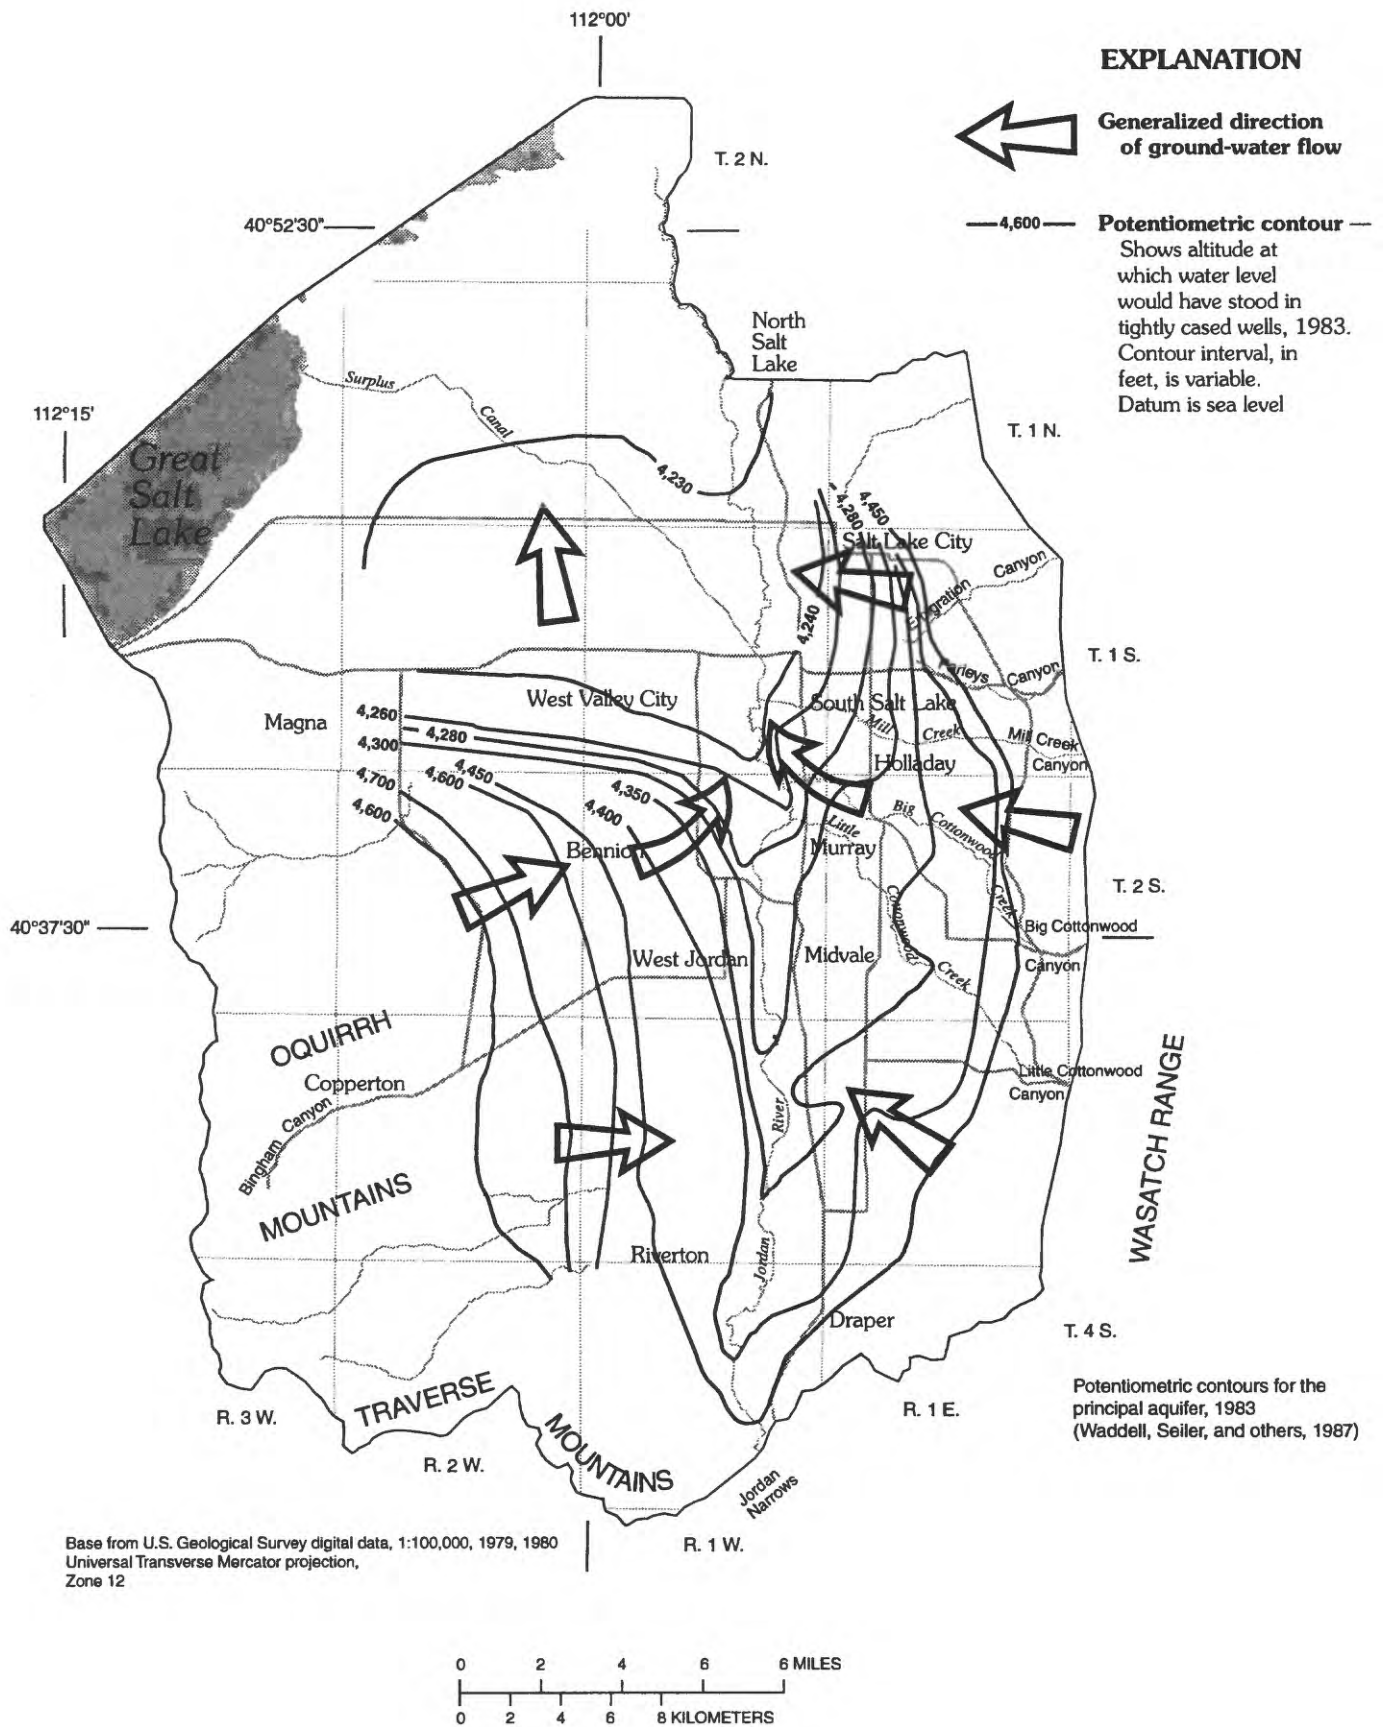 112°00'
EXPLANATION
Generalized direction
of ground-water flow
T. 2 N.
40°52'30"
4,600
Potentiometric contour —
Shows altitude at
which water level
would have stood in
tightly cased wells, 1983.
Contour interval, in
feet, is variable.
Datum is sea level
North
Salt
Lake
Surplus
Canal
112°15'
T. 1 N.
Great
Salt
Lake
4,230
4,280
4,450
Salt Lake City
Emigration
Canyon
4,240
Parleys
Canyon
T. 1 S.
West Valley City
South Salt Lake
Magna
4,260
4,280
4,300
Mill
Creek
Mill Creek
Canyon
Holladay
4,700
4,600
4,450
4,600
4,350
4,400
Big
Cottonwood
Creek
Little
Cottonwood
Creek
Bennion
Murray
T. 2 S.
40°37'30"
Big Cottonwood
Canyon
West Jordan
Midvale
OQUIRRH
Copperton
Bingham
Canyon
Little Cottonwood
Canyon
WASATCH RANGE
River
MOUNTAINS
Riverton
Jordan
Draper
T. 4 S.
TRAVERSE
MOUNTAINS
R. 3 W.
R. 2 W.
R. 1 E.
Jordan
Narrows
R. 1 W.
Potentiometric contours for the
principal aquifer, 1983
(Waddell, Seiler, and others, 1987)
Base from U.S. Geological Survey digital data, 1:100,000, 1979, 1980
Universal Transverse Mercator projection,
Zone 12
0 2 4 6 6 MILES
0 2 4 6 8 KILOMETERS